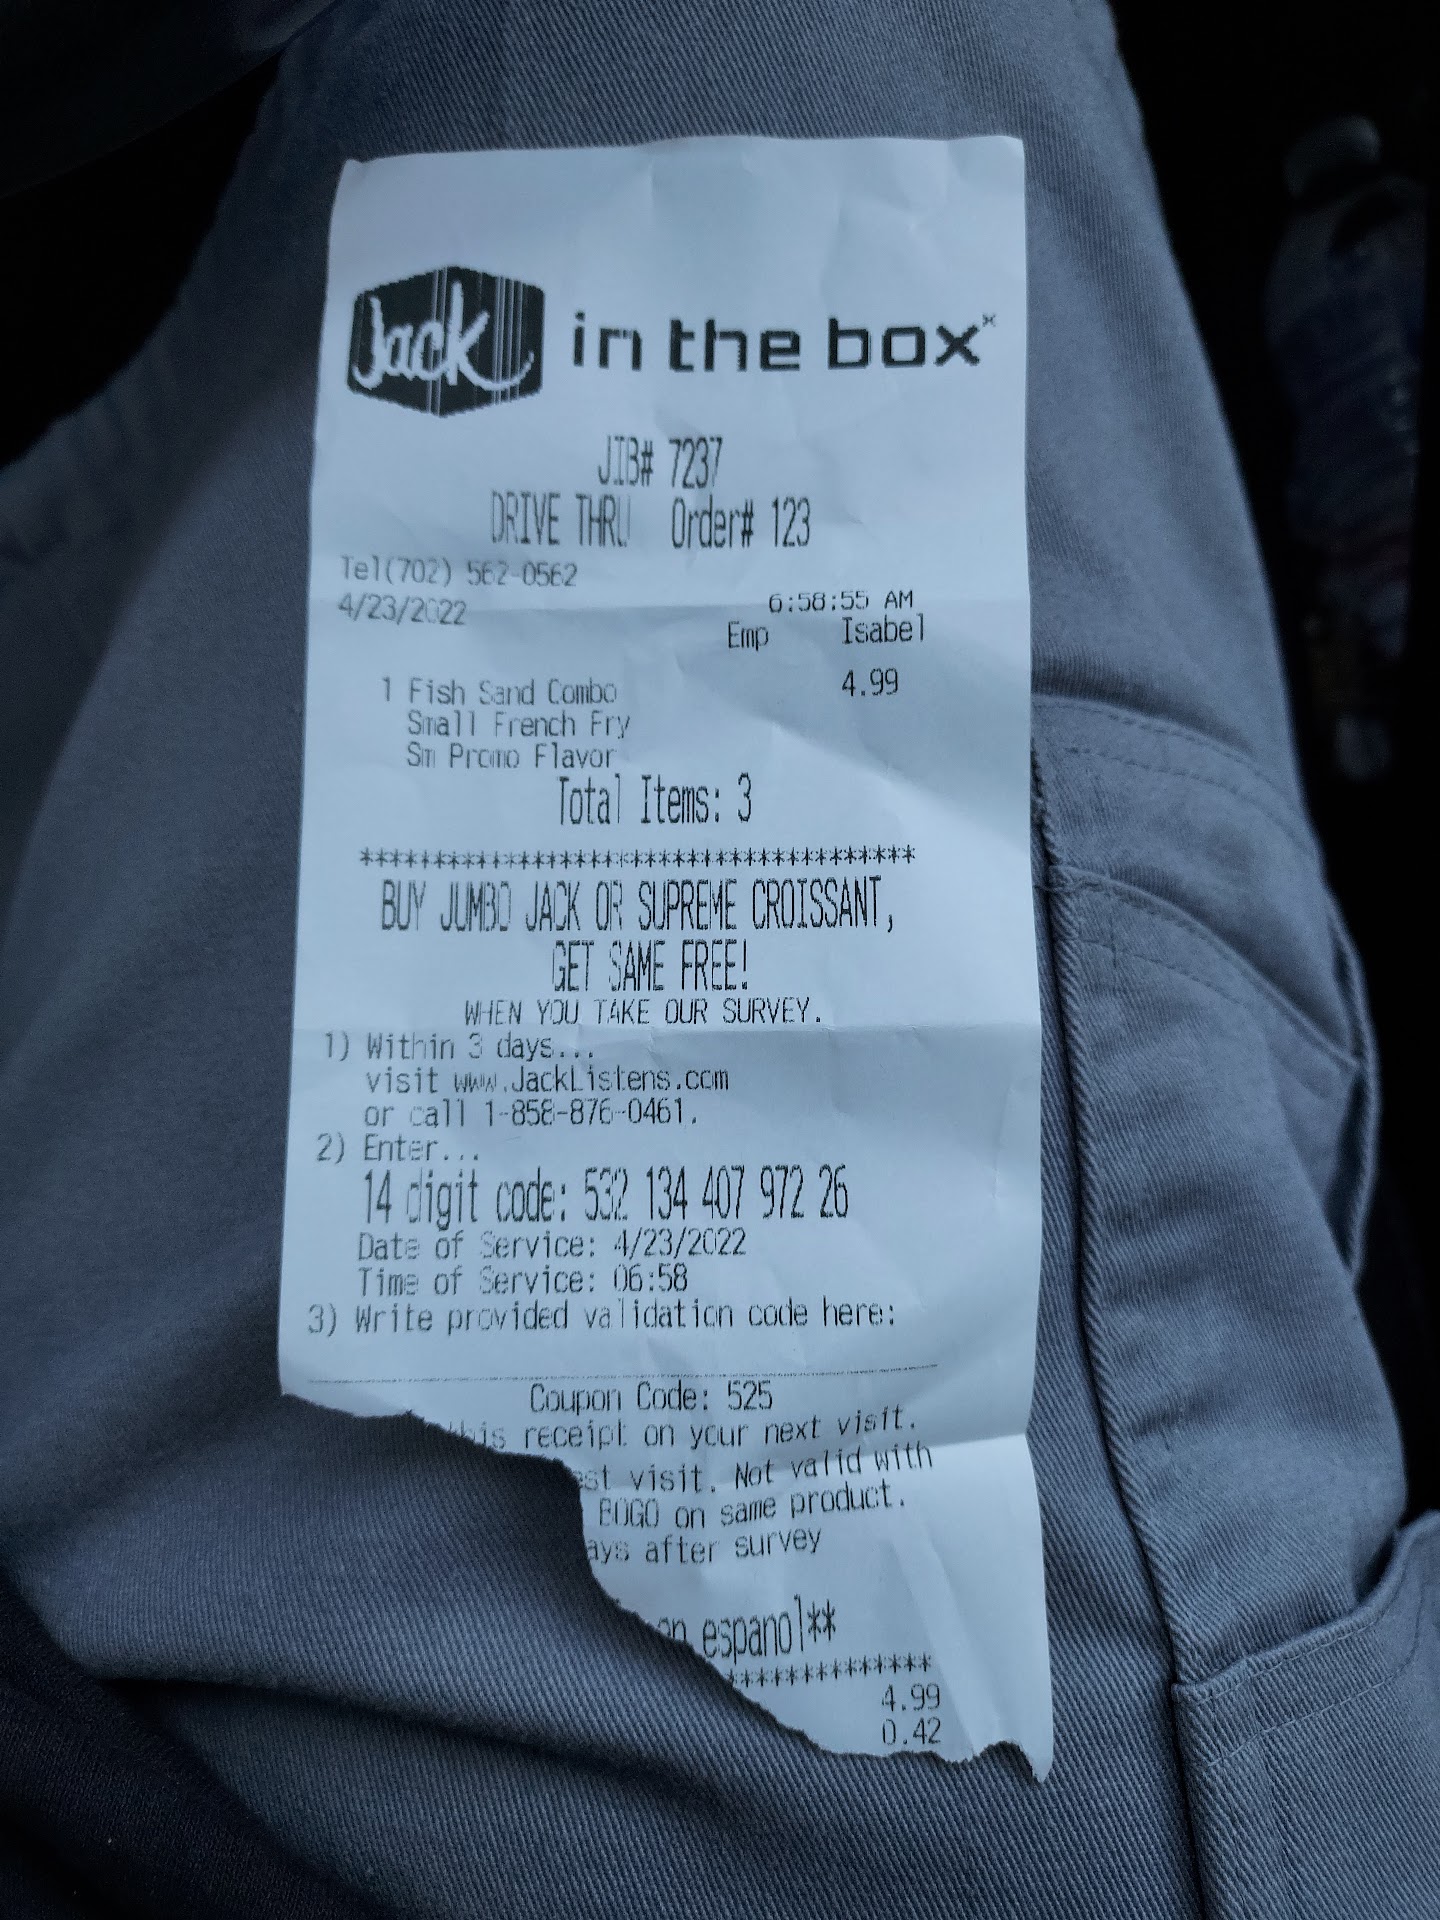 Jack in the box
JIB# 7237
DRIVE THRU Order# 123
Tel(702) 562-0562
4/23/2022 6:58:55 AM
Emp Isabel
1 Fish Sand Combo 4.99
Small French Fry
Sm Promo Flavor
Total Items: 3
*************************************
BUY JUMBO JACK OR SUPREME CROISSANT,
GET SAME FREE!
WHEN YOU TAKE OUR SURVEY.
1) Within 3 days...
visit www.JackListens.com
or call 1-858-876-0461.
2) Enter...
14 digit code: 532 134 407 972 26
Date of Service: 4/23/2022
Time of Service: 06:58
3) Write provided validation code here:
Coupon Code: 525
this receipt on your next visit.
est visit. Not valid with
BOGO on same product.
ays after survey
en espanol**
**************
4.99
0.42